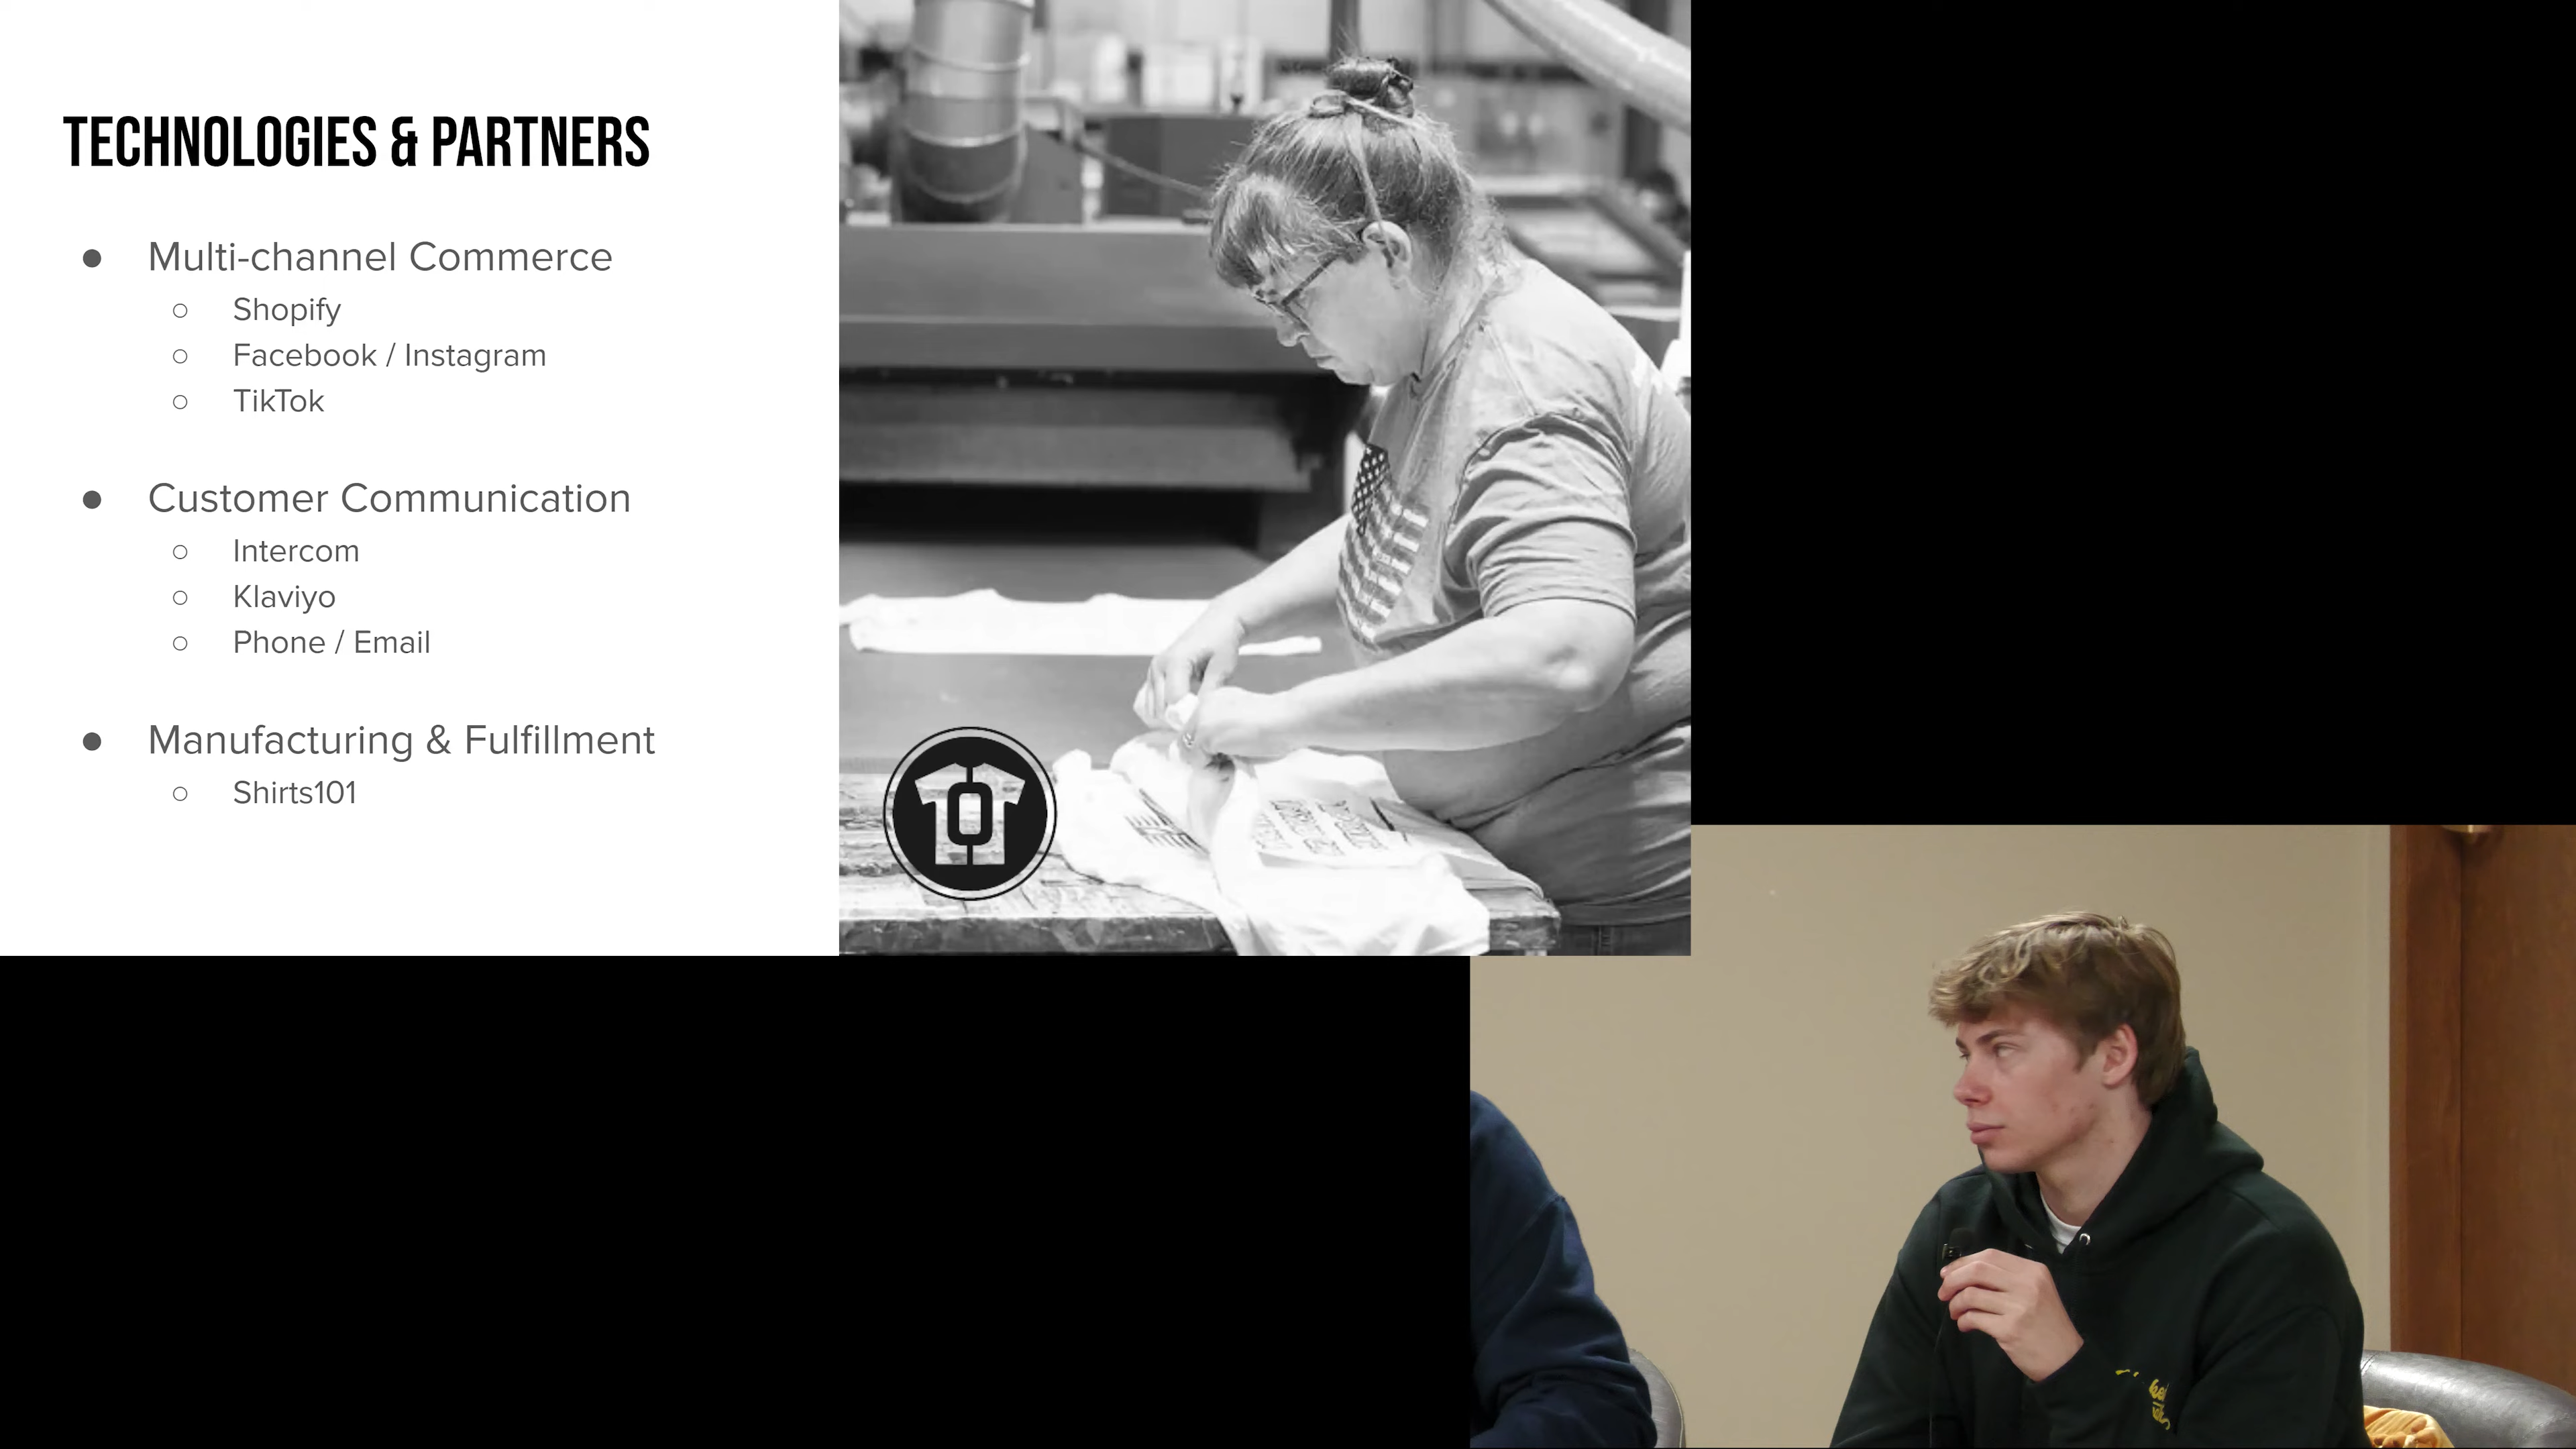 TECHNOLOGIES & PARTNERS
Multi-channel Commerce
Shopify
Facebook / Instagram
TikTok
Customer Communication
Intercom
Klaviyo
Phone / Email
Manufacturing & Fulfillment
Shirts101